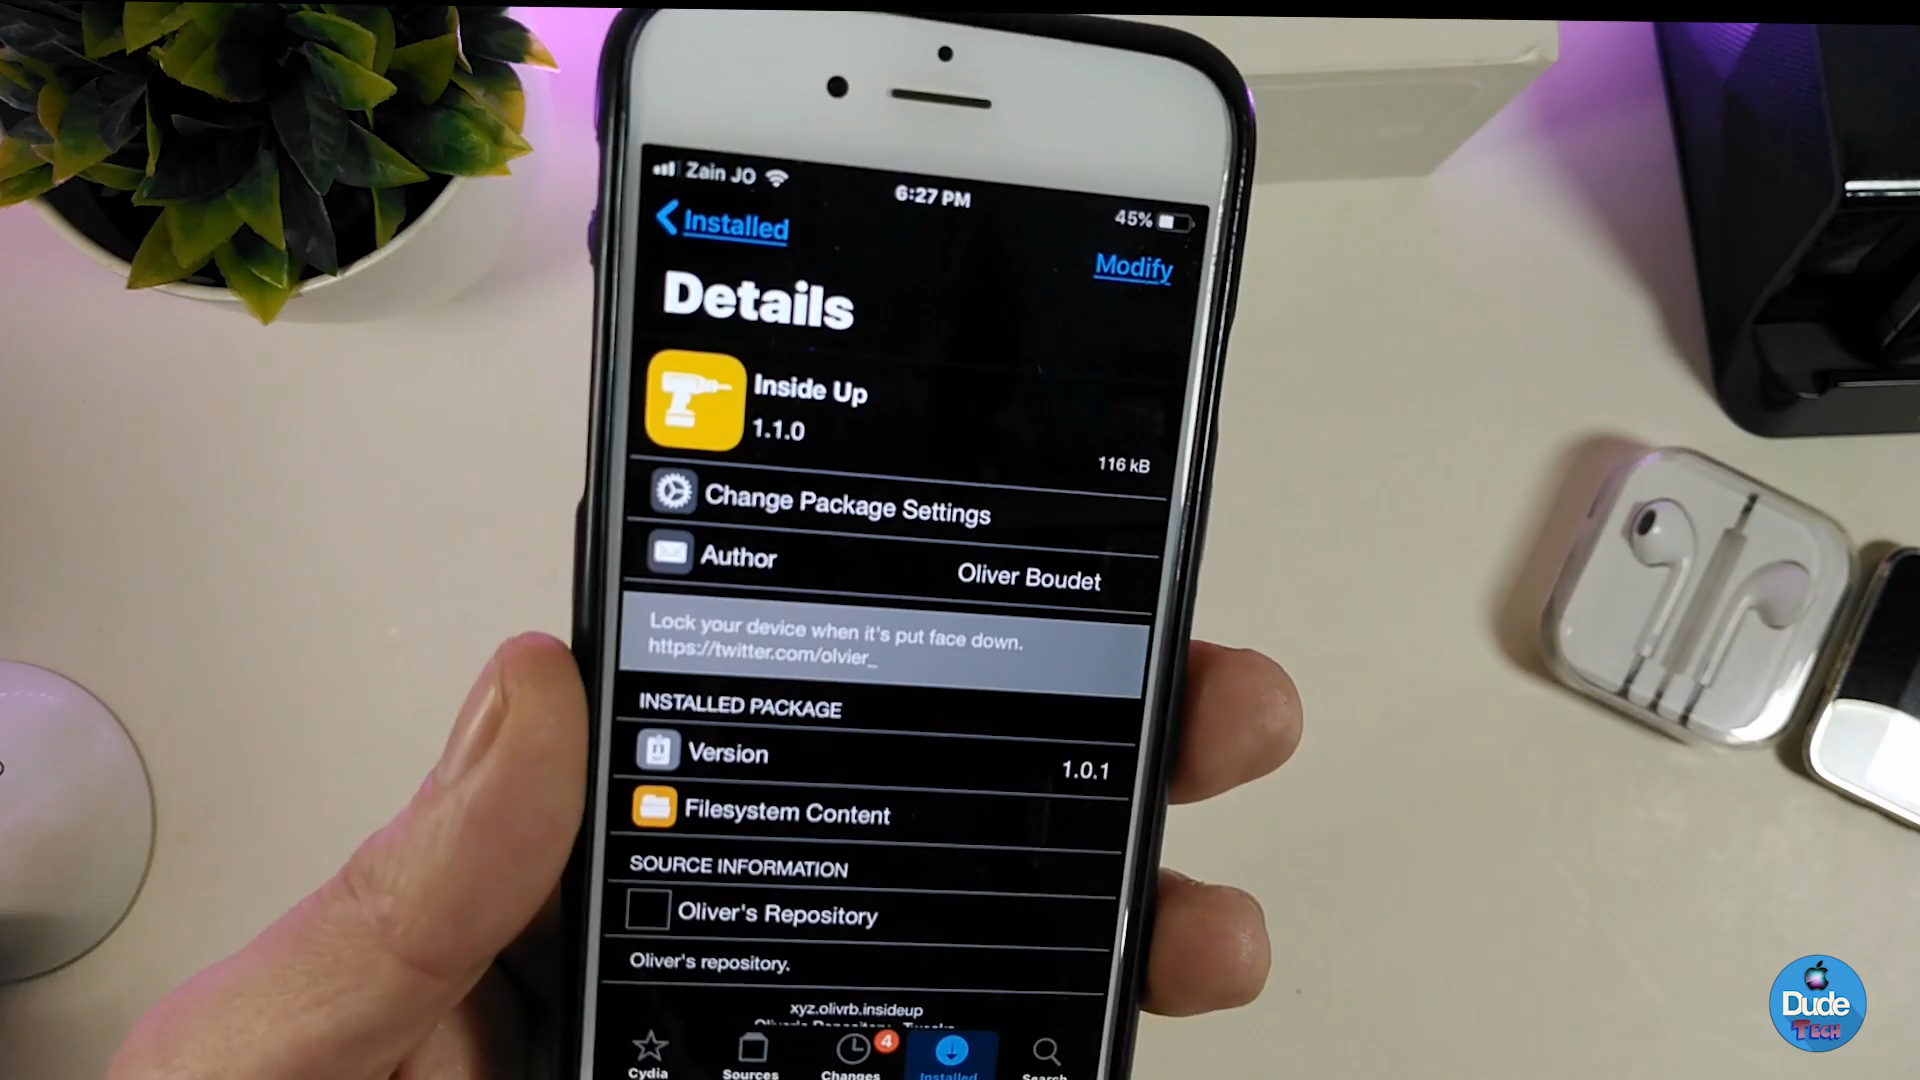 Zain JO
6:27 PM
45%
Installed
Modify
Details
Inside Up
1.1.0
116 kB
Change Package Settings
Author
Oliver Boudet
Lock your device when it's put face down.
https://twitter.com/olvier_
INSTALLED PACKAGE
Version
1.0.1
Filesystem Content
SOURCE INFORMATION
Oliver's Repository
Oliver's repository.
xyz.olivrb.insideup
4
Cydia
Sources
Changes
Installed
Search
Dude
TECH